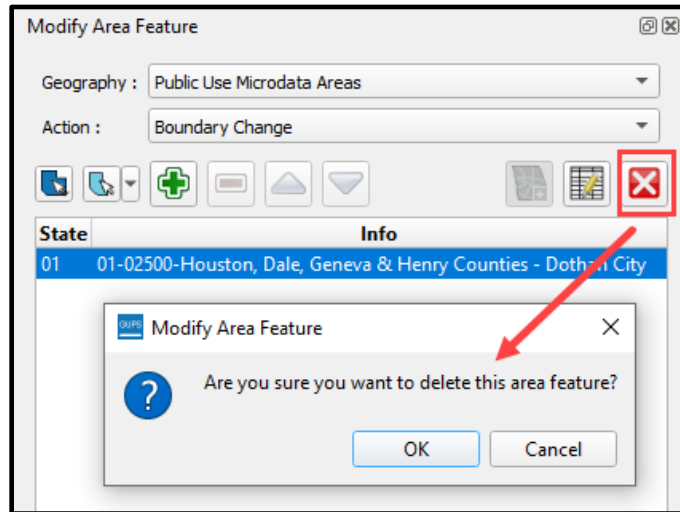 Modify Area Feature
Geography : Public Use Microdata Areas
Action : Boundary Change
State Info
01 01-02500-Houston, Dale, Geneva & Henry Counties - Dothan City
GUPS Modify Area Feature
Are you sure you want to delete this area feature?
OK Cancel